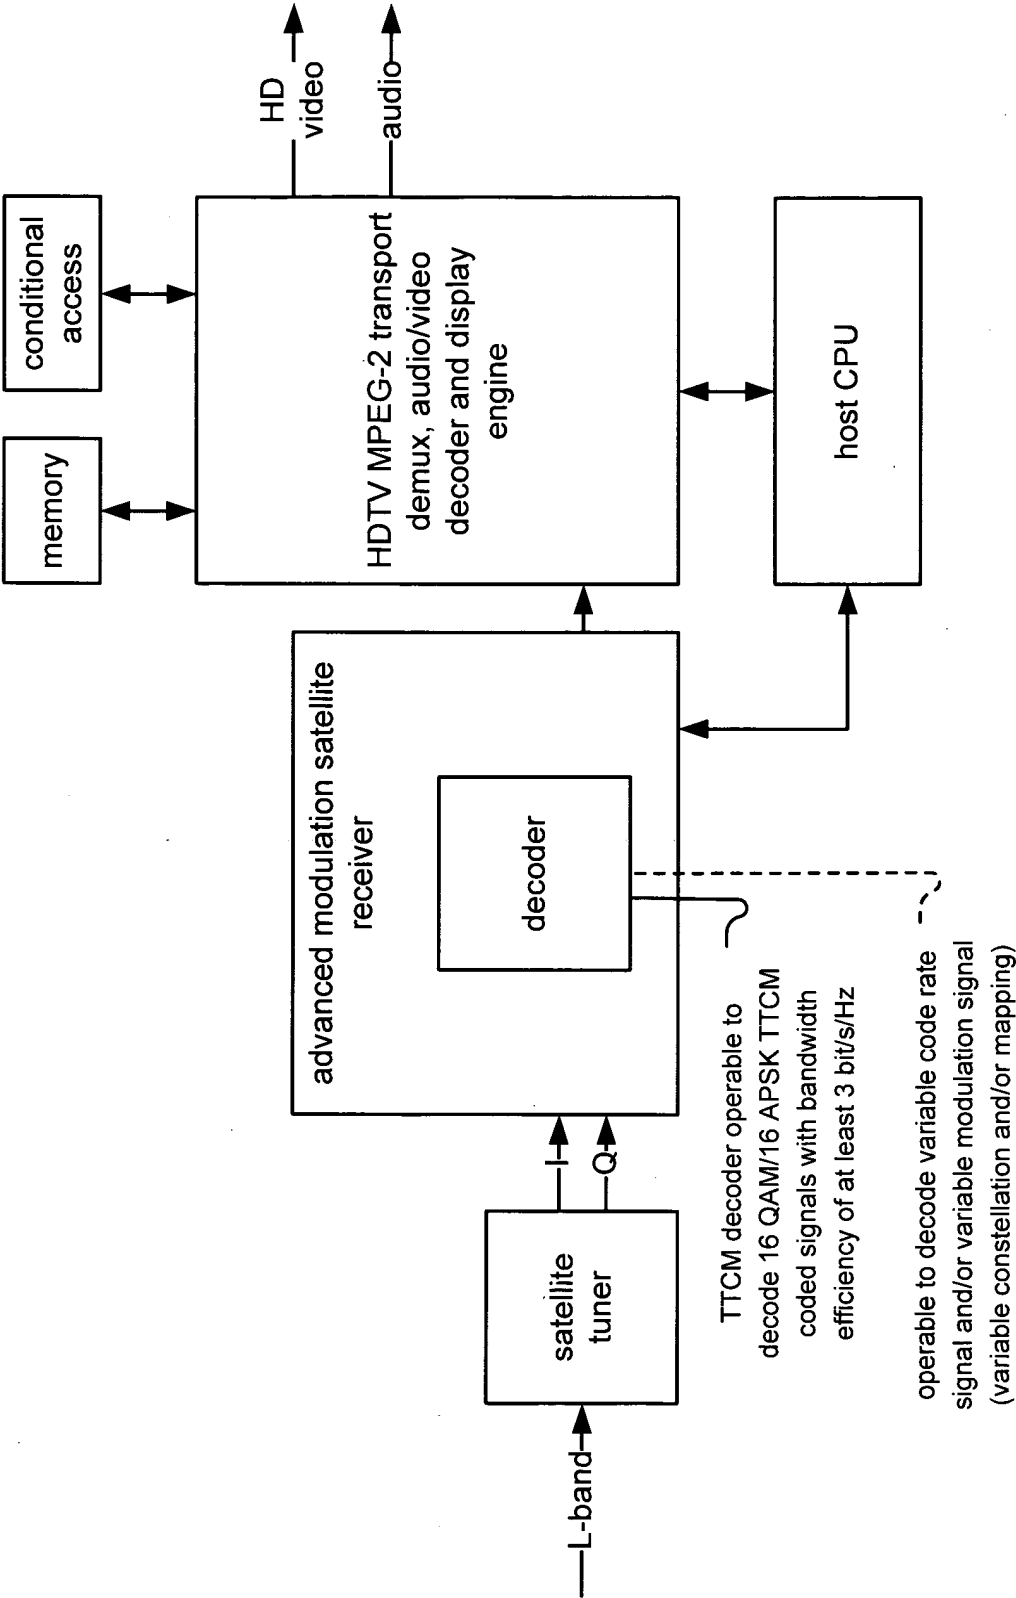 L-band
satellite
tuner
I
Q
advanced modulation satellite
receiver
decoder
TTCM decoder operable to
decode 16 QAM/16 APSK TTCM
coded signals with bandwidth
efficiency of at least 3 bit/s/Hz
operable to decode variable code rate
signal and/or variable modulation signal
(variable constellation and/or mapping)
memory
conditional
access
HDTV MPEG-2 transport
demux, audio/video
decoder and display
engine
host CPU
HD
video
audio